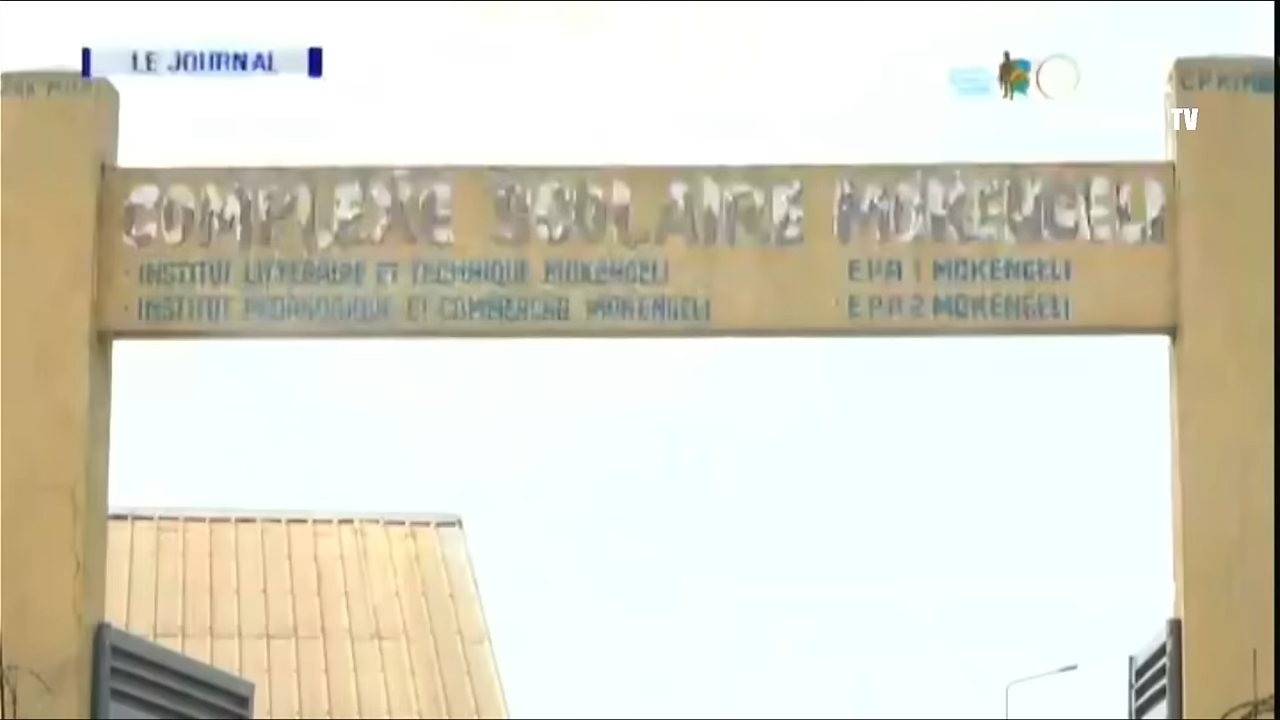 LE JOURNAL
TV
COMPLEXE SCOLAIRE MOKENGELI
· INSTITUT LITTERAIRE ET TECHNIQUE MOKENGELI
E P A 1 MOKENGELI
· INSTITUT PEDAGOGIQUE ET COMMERCIAL MOKENGELI
· E P A 2 MOKENGELI